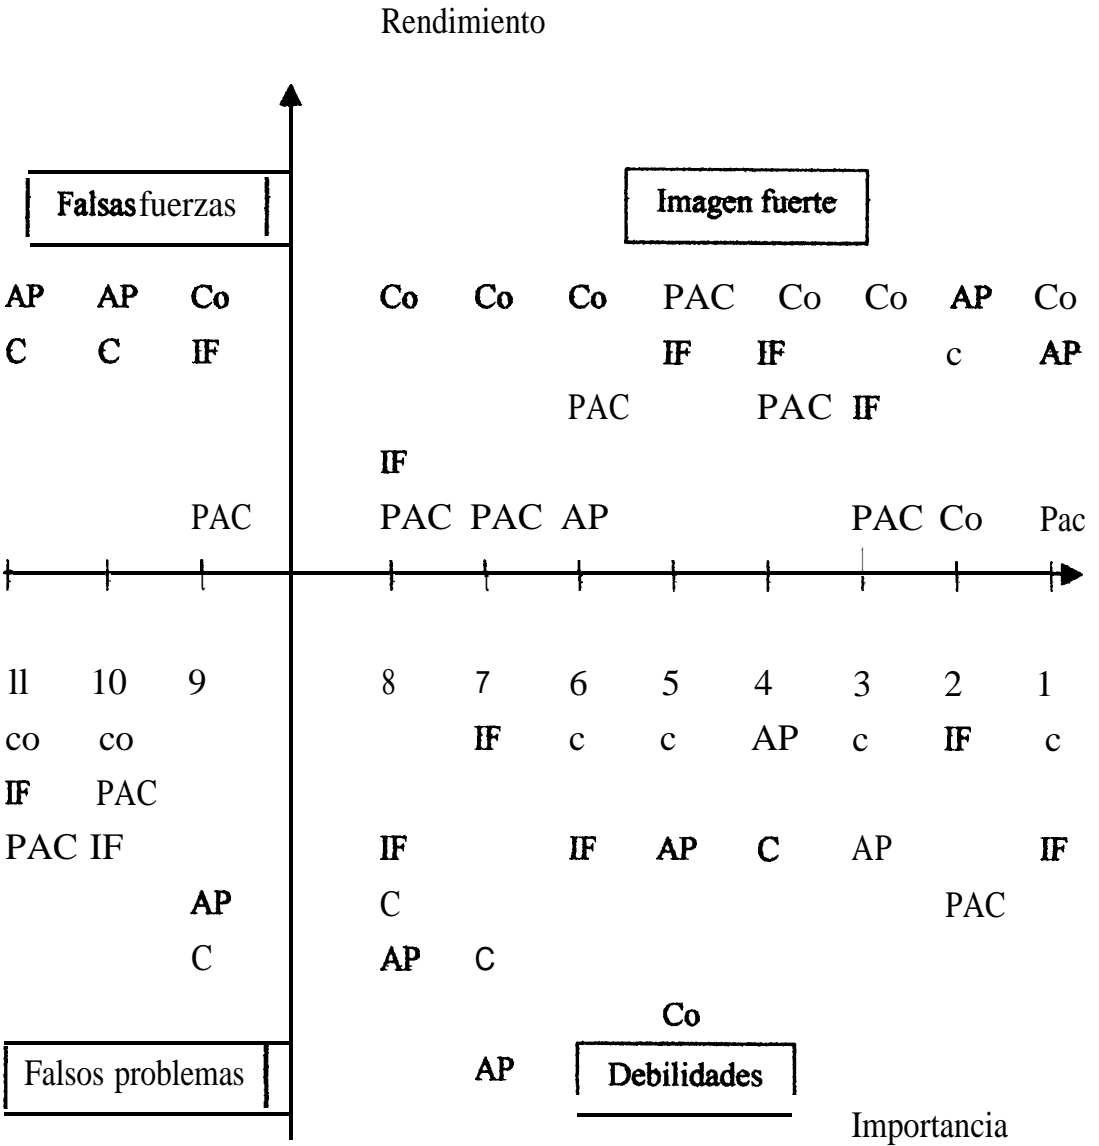 Rendimiento
Falsas fuerzas Imagen fuerte
AP AP Co Co Co Co PAC Co Co AP Co
C C IF IF IF c AP
PAC PAC IF
IF
PAC PAC PAC AP PAC Co Pac
11 10 9 8 7 6 5 4 3 2 1
co co IF c c AP c IF c
IF PAC
PAC IF IF IF AP C AP IF
AP C PAC
C AP C
Co
Falsos problemas AP Debilidades
Importancia